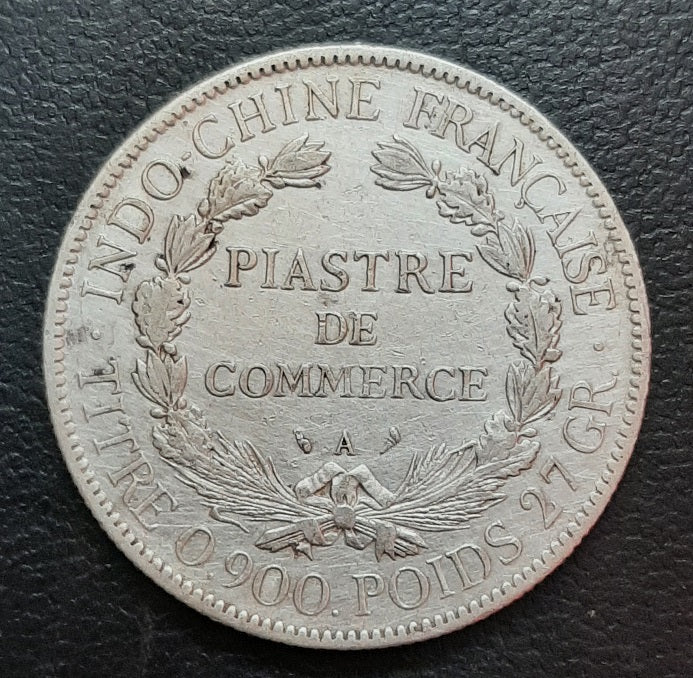 INDO-CHINE FRANÇAISE
PIASTRE
DE
COMMERCE
A
· TITRE 0,900. POIDS 27 GR. ·